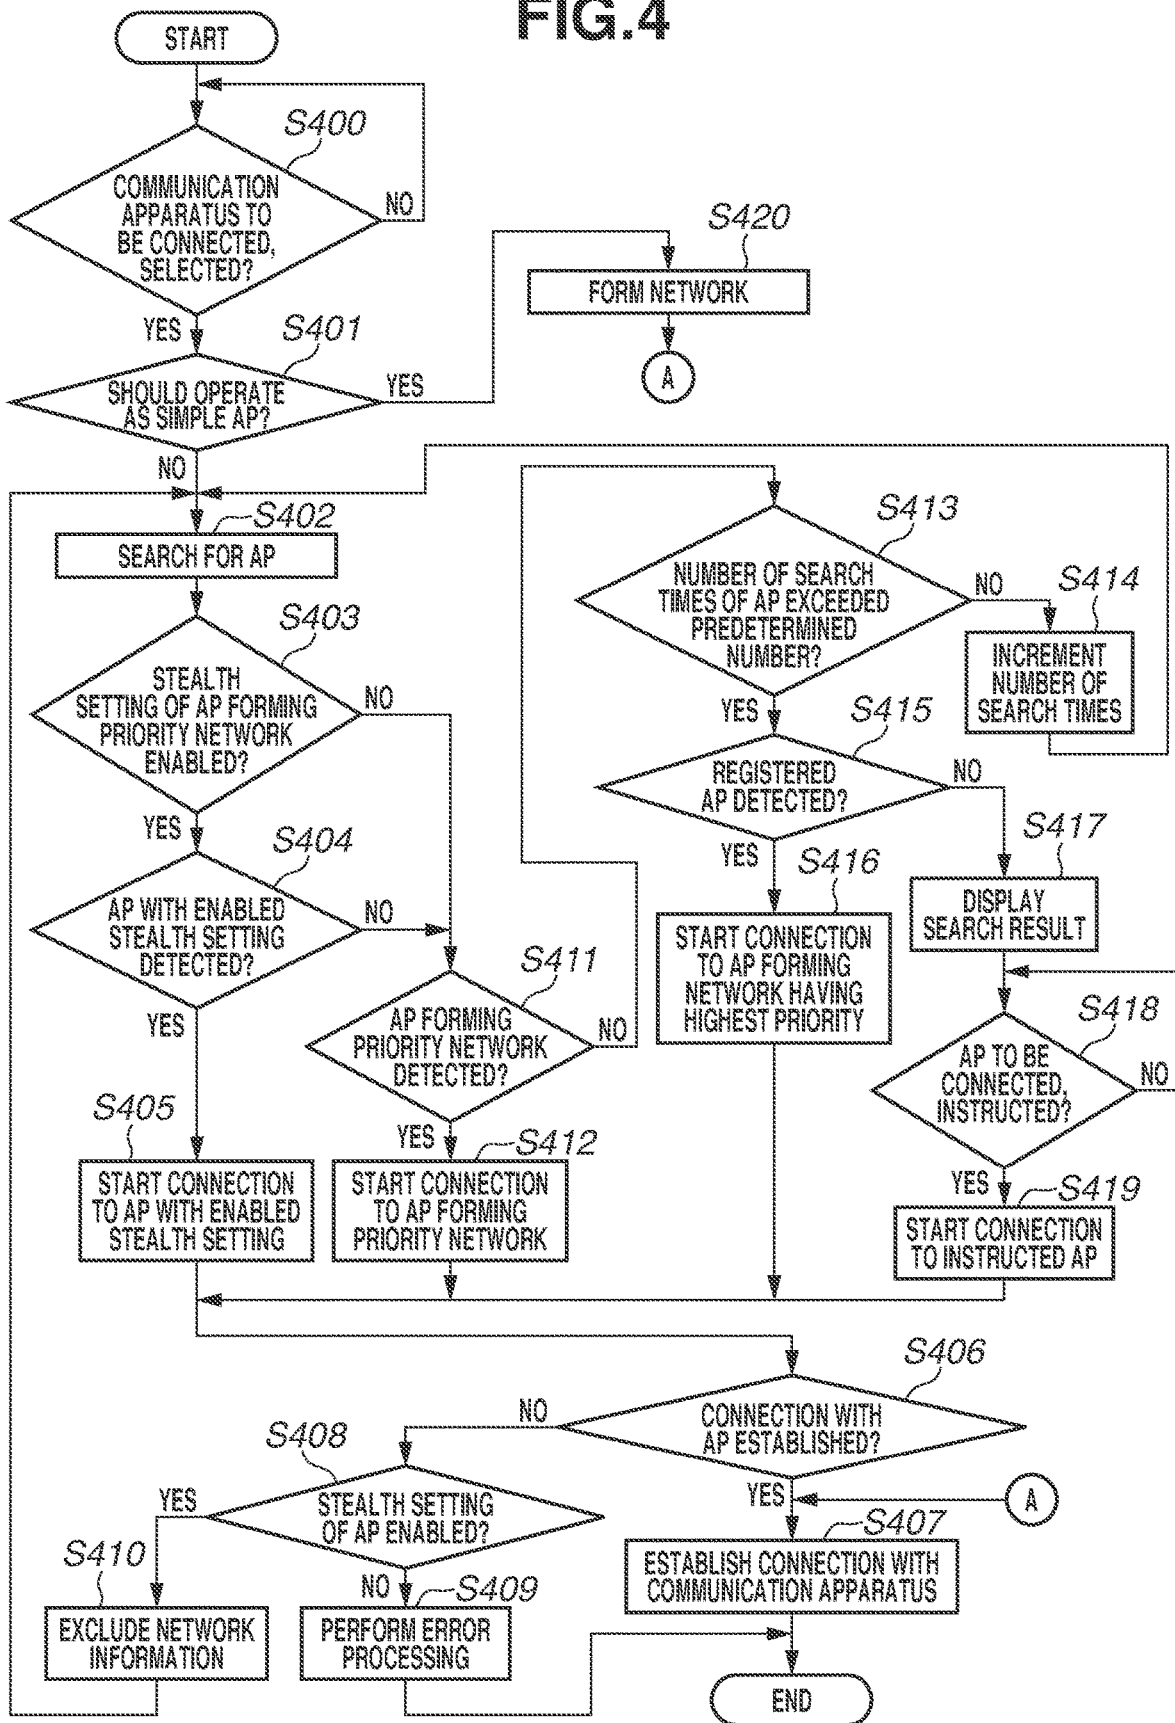 FIG.4
START
S400
COMMUNICATION
APPARATUS TO
BE CONNECTED,
SELECTED?
NO
YES
S401
SHOULD OPERATE
AS SIMPLE AP?
YES
NO
S420
FORM NETWORK
A
S402
SEARCH FOR AP
S403
STEALTH
SETTING OF AP FORMING
PRIORITY NETWORK
ENABLED?
NO
YES
S404
AP WITH ENABLED
STEALTH SETTING
DETECTED?
NO
YES
S405
START CONNECTION
TO AP WITH ENABLED
STEALTH SETTING
S411
AP FORMING
PRIORITY NETWORK
DETECTED?
NO
YES
S412
START CONNECTION
TO AP FORMING
PRIORITY NETWORK
S413
NUMBER OF SEARCH
TIMES OF AP EXCEEDED
PREDETERMINED
NUMBER?
NO
YES
S414
INCREMENT
NUMBER OF
SEARCH TIMES
S415
REGISTERED
AP DETECTED?
NO
YES
S416
START CONNECTION
TO AP FORMING
NETWORK HAVING
HIGHEST PRIORITY
S417
DISPLAY
SEARCH RESULT
S418
AP TO BE
CONNECTED,
INSTRUCTED?
NO
YES
S419
START CONNECTION
TO INSTRUCTED AP
S406
CONNECTION WITH
AP ESTABLISHED?
NO
YES
A
S407
ESTABLISH CONNECTION WITH
COMMUNICATION APPARATUS
S408
STEALTH SETTING
OF AP ENABLED?
YES
NO
S410
EXCLUDE NETWORK
INFORMATION
S409
PERFORM ERROR
PROCESSING
END